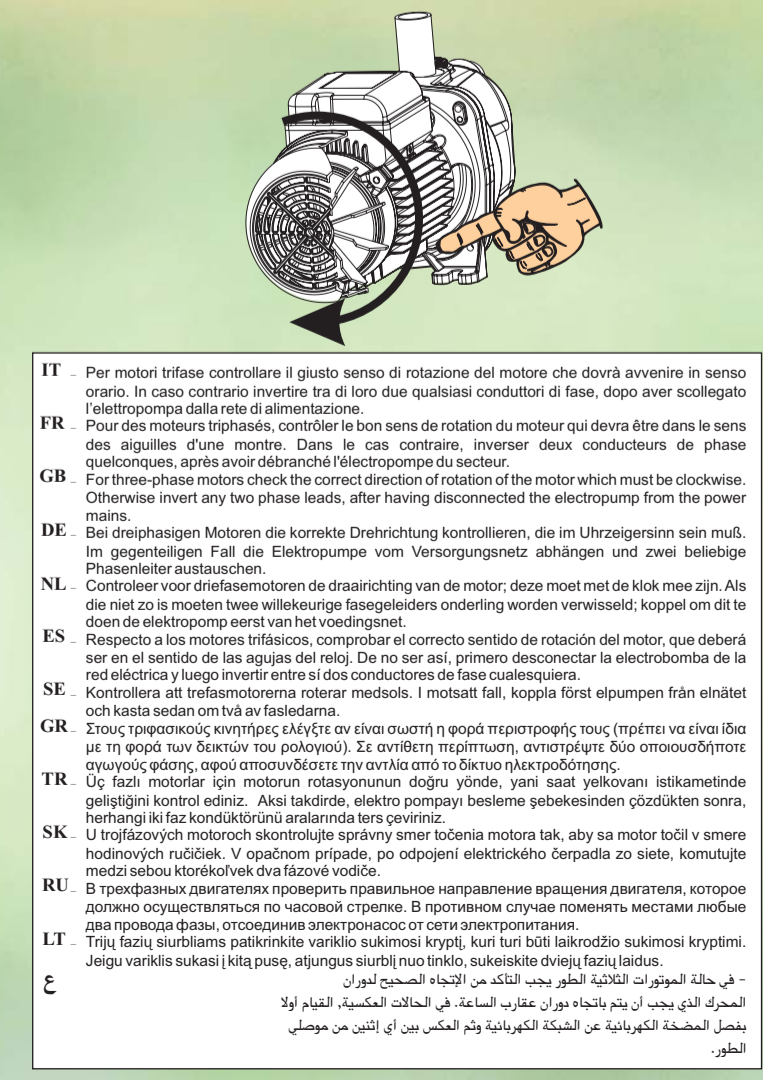 IT - Per motori trifase controllare il giusto senso di rotazione del motore che dovrà avvenire in senso
orario. In caso contrario invertire tra di loro due qualsiasi conduttori di fase, dopo aver scollegato
l'elettropompa dalla rete di alimentazione.
FR - Pour des moteurs triphasés, contrôler le bon sens de rotation du moteur qui devra être dans le sens
des aiguilles d'une montre. Dans le cas contraire, inverser deux conducteurs de phase
quelconques, après avoir débranché l'électropompe du secteur.
GB - For three-phase motors check the correct direction of rotation of the motor which must be clockwise.
Otherwise invert any two phase leads, after having disconnected the electropump from the power
mains.
DE - Bei dreiphasigen Motoren die korrekte Drehrichtung kontrollieren, die im Uhrzeigersinn sein muß.
Im gegenteiligen Fall die Elektropumpe vom Versorgungsnetz abhängen und zwei beliebige
Phasenleiter austauschen.
NL - Controleer voor driefasemotoren de draairichting van de motor; deze moet met de klok mee zijn. Als
die niet zo is moeten twee willekeurige fasegeleiders onderling worden verwisseld; koppel om dit te
doen de elektropomp eerst van het voedingsnet.
ES - Respecto a los motores trifásicos, comprobar el correcto sentido de rotación del motor, que deberá
ser en el sentido de las agujas del reloj. De no ser así, primero desconectar la electrobomba de la
red eléctrica y luego invertir entre sí dos conductores de fase cualesquiera.
SE - Kontrollera att trefasmotorerna roterar medsols. I motsatt fall, koppla först elpumpen från elnätet
och kasta sedan om två av fasledarna.
GR - Στους τριφασικούς κινητήρες ελέγξτε αν είναι σωστή η φορά περιστροφής τους (πρέπει να είναι ίδια
με τη φορά των δεικτών του ρολογιού). Σε αντίθετη περίπτωση, αντιστρέψτε δύο οποιουσδήποτε
αγωγούς φάσης, αφού αποσυνδέσετε την αντλία από το δίκτυο ηλεκτροδότησης.
TR - Üç fazlı motorlar için motorun rotasyonunun doğru yönde, yani saat yelkovanı istikametinde
geliştiğini kontrol ediniz. Aksi takdirde, elektro pompayı besleme şebekesinden çözdükten sonra,
herhangi iki faz kondüktörünü aralarında ters çeviriniz.
SK - U trojfázových motoroch skontrolujte správny smer točenia motora tak, aby sa motor točil v smere
hodinových ručičiek. V opačnom prípade, po odpojení elektrického čerpadla zo siete, komutujte
medzi sebou ktorékoľvek dva fázové vodiče.
RU - В трехфазных двигателях проверить правильное направление вращения двигателя, которое
должно осуществляться по часовой стрелке. В противном случае поменять местами любые
два провода фазы, отсоединив электронасос от сети электропитания.
LT - Trijų fazių siurbliams patikrinkite variklio sukimosi kryptį, kuri turi būti laikrodžio sukimosi kryptimi.
Jeigu variklis sukasi į kitą pusę, atjungus siurblį nuo tinklo, sukeiskite dviejų fazių laidus.
ع - في حالة الموتورات الثلاثية الطور يجب التأكد من الإتجاه الصحيح لدوران
المحرك الذي يجب أن يتم باتجاه دوران عقارب الساعة. في الحالات العكسية, القيام أولا
بفصل المضخة الكهربائية عن الشبكة الكهربائية وثم العكس بين أي إثنين من موصلي
الطور.